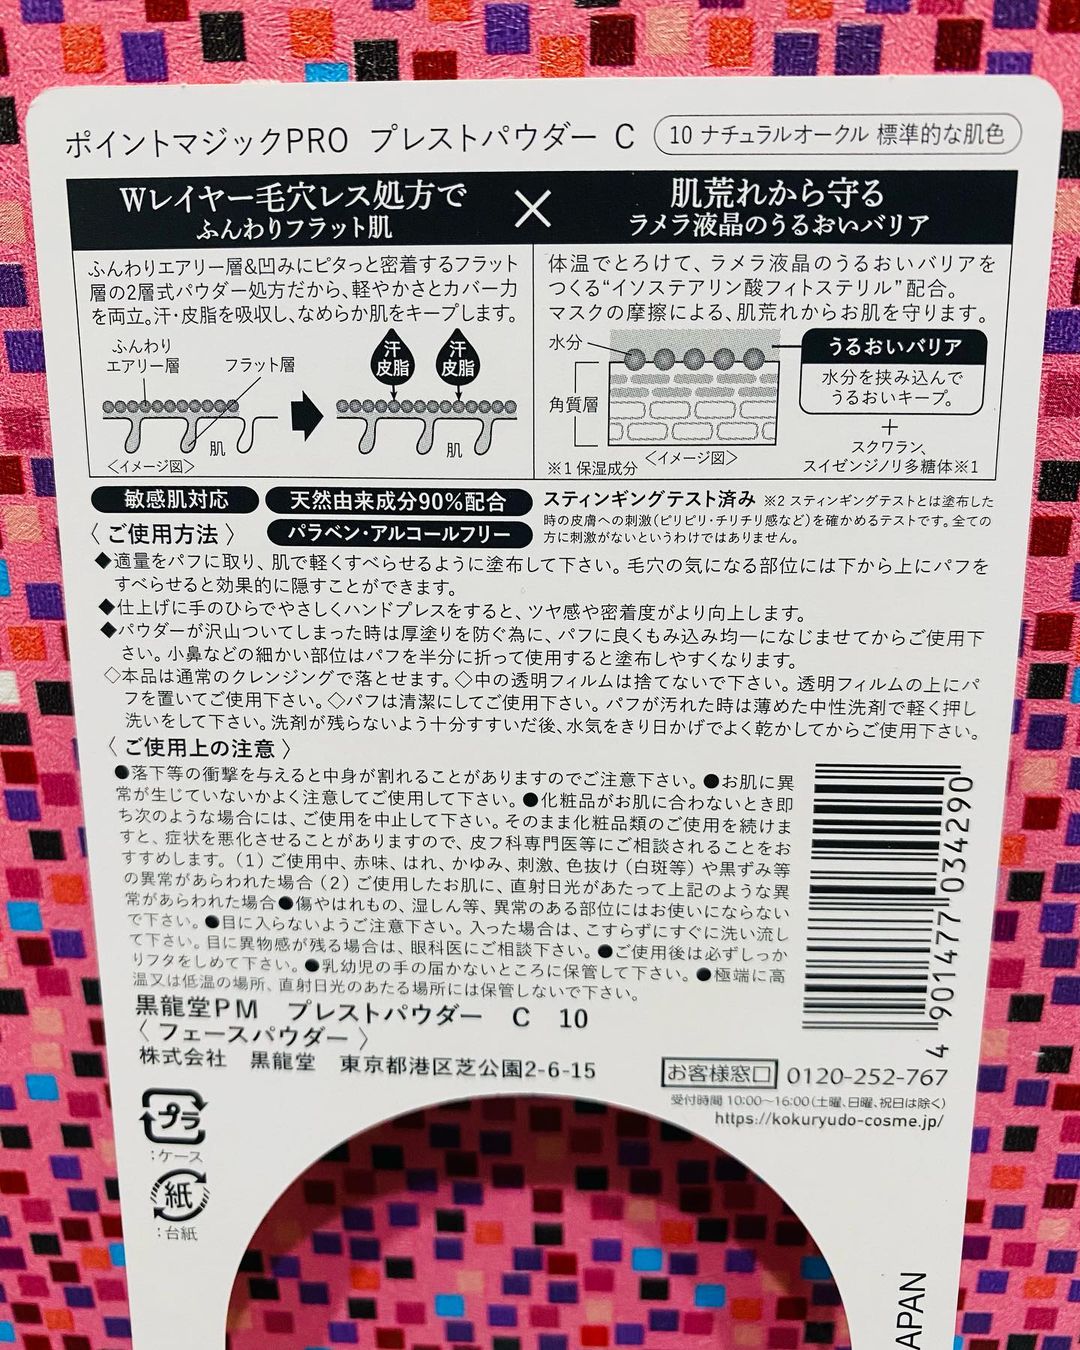 ポイントマジックPRO プレストパウダー C 10 ナチュラルオークル 標準的な肌色
Wレイヤー毛穴レス処方で
ふんわりフラット肌
×
肌荒れから守る
ラメラ液晶のうるおいバリア
ふんわりエアリー層&凹みにピタっと密着するフラット
層の2層式パウダー処方だから、軽やかさとカバー力
を両立。汗・皮脂を吸収し、なめらか肌をキープします。
ふんわり
エアリー層
フラット層
汗
皮脂
汗
皮脂
肌
肌
〈イメージ図〉
体温でとろけて、ラメラ液晶のうるおいバリアを
つくる“イソステアリン酸フィトステリル”配合。
マスクの摩擦による、肌荒れからお肌を守ります。
水分
角質層
うるおいバリア
水分を挟み込んで
うるおいキープ。
+
スクワラン、
スイゼンジノリ多糖体※1
※1 保湿成分
〈イメージ図〉
敏感肌対応
天然由来成分90%配合
パラベン・アルコールフリー
スティンギングテスト済み ※2 スティンギングテストとは塗布した
時の皮膚への刺激(ピリピリ・チリチリ感など)を確かめるテストです。全ての
方に刺激がないというわけではありません。
〈 ご使用方法 〉
◆適量をパフに取り、肌で軽くすべらせるように塗布して下さい。毛穴の気になる部位には下から上にパフを
すべらせると効果的に隠すことができます。
◆仕上げに手のひらでやさしくハンドプレスをすると、ツヤ感や密着度がより向上します。
◆パウダーが沢山ついてしまった時は厚塗りを防ぐ為に、パフに良くもみ込み均一になじませてからご使用下
さい。小鼻などの細かい部位はパフを半分に折って使用すると塗布しやすくなります。
◇本品は通常のクレンジングで落とせます。◇中の透明フィルムは捨てないで下さい。透明フィルムの上にパ
フを置いてご使用下さい。◇パフは清潔にしてご使用下さい。パフが汚れた時は薄めた中性洗剤で軽く押し
洗いをして下さい。洗剤が残らないよう十分すすいだ後、水気をきり日かげでよく乾かしてからご使用下さい。
〈 ご使用上の注意 〉
●落下等の衝撃を与えると中身が割れることがありますのでご注意下さい。●お肌に異
常が生じていないかよく注意してご使用して下さい。●化粧品がお肌に合わないとき即
ち次のような場合には、ご使用を中止して下さい。そのまま化粧品類のご使用を続けま
すと、症状を悪化させることがありますので、皮フ科専門医等にご相談されることをお
すすめします。(1)ご使用中、赤味、はれ、かゆみ、刺激、色抜け(白斑等)や黒ずみ等
の異常があらわれた場合(2)ご使用したお肌に、直射日光があたって上記のような異
常があらわれた場合●傷やはれもの、湿しん等、異常のある部位にはお使いにならない
で下さい。●目に入らないようご注意下さい。入った場合は、こすらずにすぐに洗い流し
て下さい。目に異物感が残る場合は、眼科医にご相談下さい。●ご使用後は必ずしっか
りフタをしめて下さい。●乳幼児の手の届かないところに保管して下さい。●極端に高
温又は低温の場所、直射日光のあたる場所には保管しないで下さい。
黒龍堂PM プレストパウダー C 10
〈 フェースパウダー 〉
株式会社 黒龍堂 東京都港区芝公園2-6-15
4 901477 034290
お客様窓口 0120-252-767
受付時間 10:00〜16:00(土曜、日曜、祝日は除く)
https://kokuryudo-cosme.jp/
プラ
:ケース
紙
:台紙
JAPAN